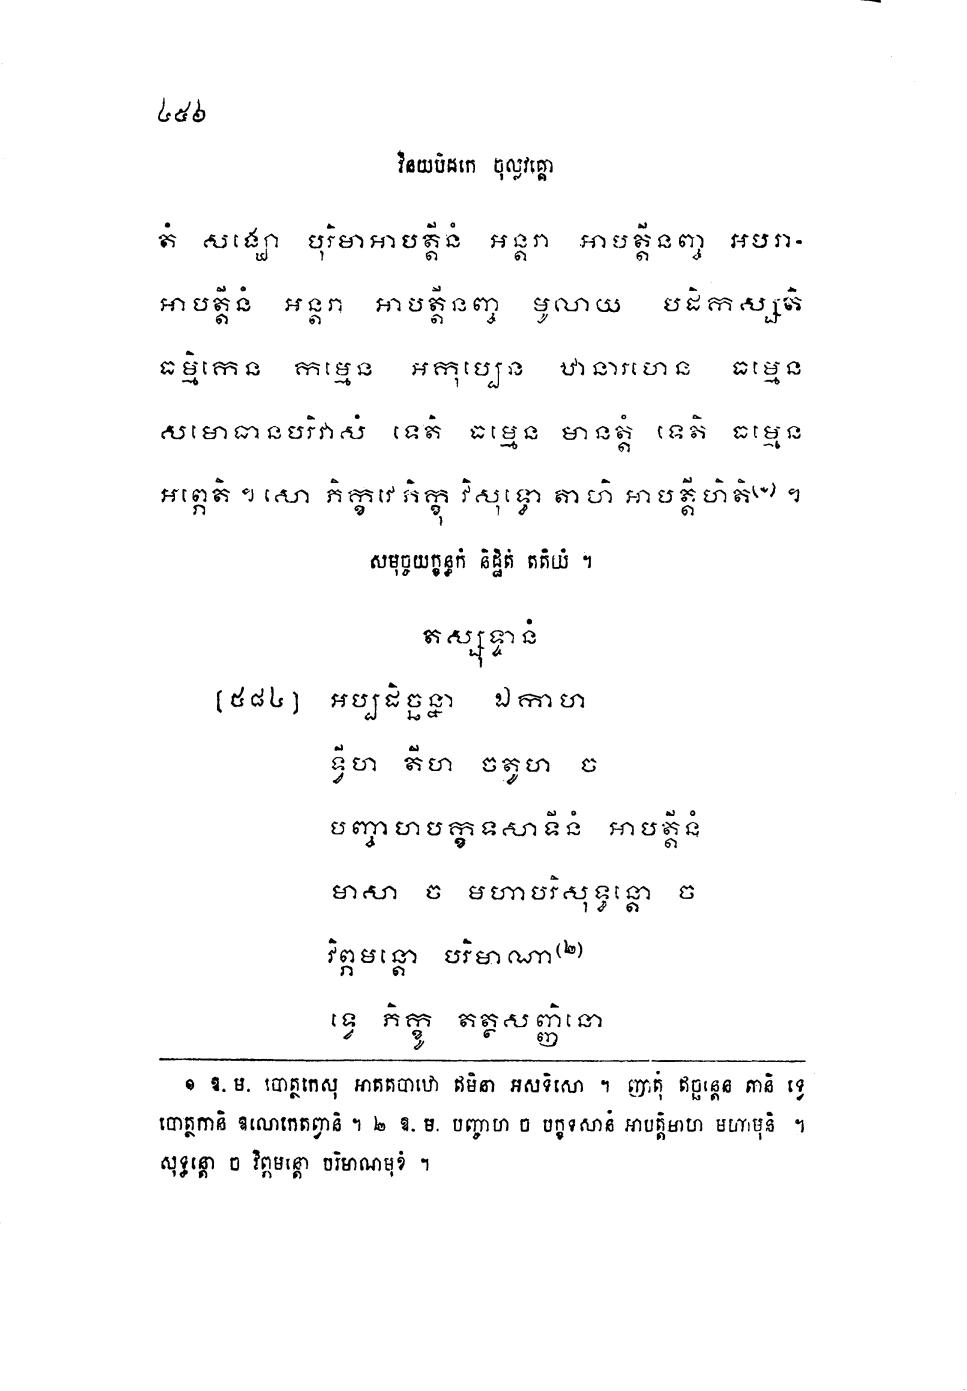 ៤៥៦
វិនយបិដកេ ចុល្លវគ្គោ
តំ សង្ឃោ បុរិមាអាបត្តីនំ អន្តរា អាបត្តីនញ្ច អបរា-
អាបត្តីនំ អន្តរា អាបត្តីនញ្ច មូលាយ បដិកស្សតិ
ធម្មិកេន កម្មេន អកុប្បេន ឋានារហេន ធម្មេន
សមោធានបរិវាសំ ទេតិ ធម្មេន មានត្តំ ទេតិ ធម្មេន
អព្ភេតិ ។ សោ ភិក្ខវេ ភិក្ខុ វិសុទ្ធោ តាហិ អាបត្តីហិតិ(១) ។
សមុច្ចយក្ខន្ធកំ និដ្ឋិតំ តតិយំ ។
តស្សុទ្ទានំ
[៥៨៤] អប្បដិច្ឆន្នា ឯកាហ
ទ្វីហ តីហ ចតូហ ច
បញ្ចាហបក្ខទសាទីនំ អាបត្តីនំ
មាសា ច មហាបរិសុទ្ធន្តោ ច
វិព្ភមន្តោ បរិមាណា(២)
ទ្វេ ភិក្ខូ តត្ថសញ្ញិនោ
១ ឱ. ម. បោត្ថកេសុ អាគតបាឋោ ឥមិនា អសទិសោ ។ ញាតុំ ឥច្ឆន្តេន តានិ ទ្វេ
បោត្ថកានិ ឱលោកេតព្វានិ ។ ២ ឱ. ម. បញ្ចាហ ច បក្ខទសានំ អាបត្តិមាហ មហាមុនិ ។
សុទ្ធន្តោ ច វិព្ភមន្តោ បរិមាណមុខំ ។